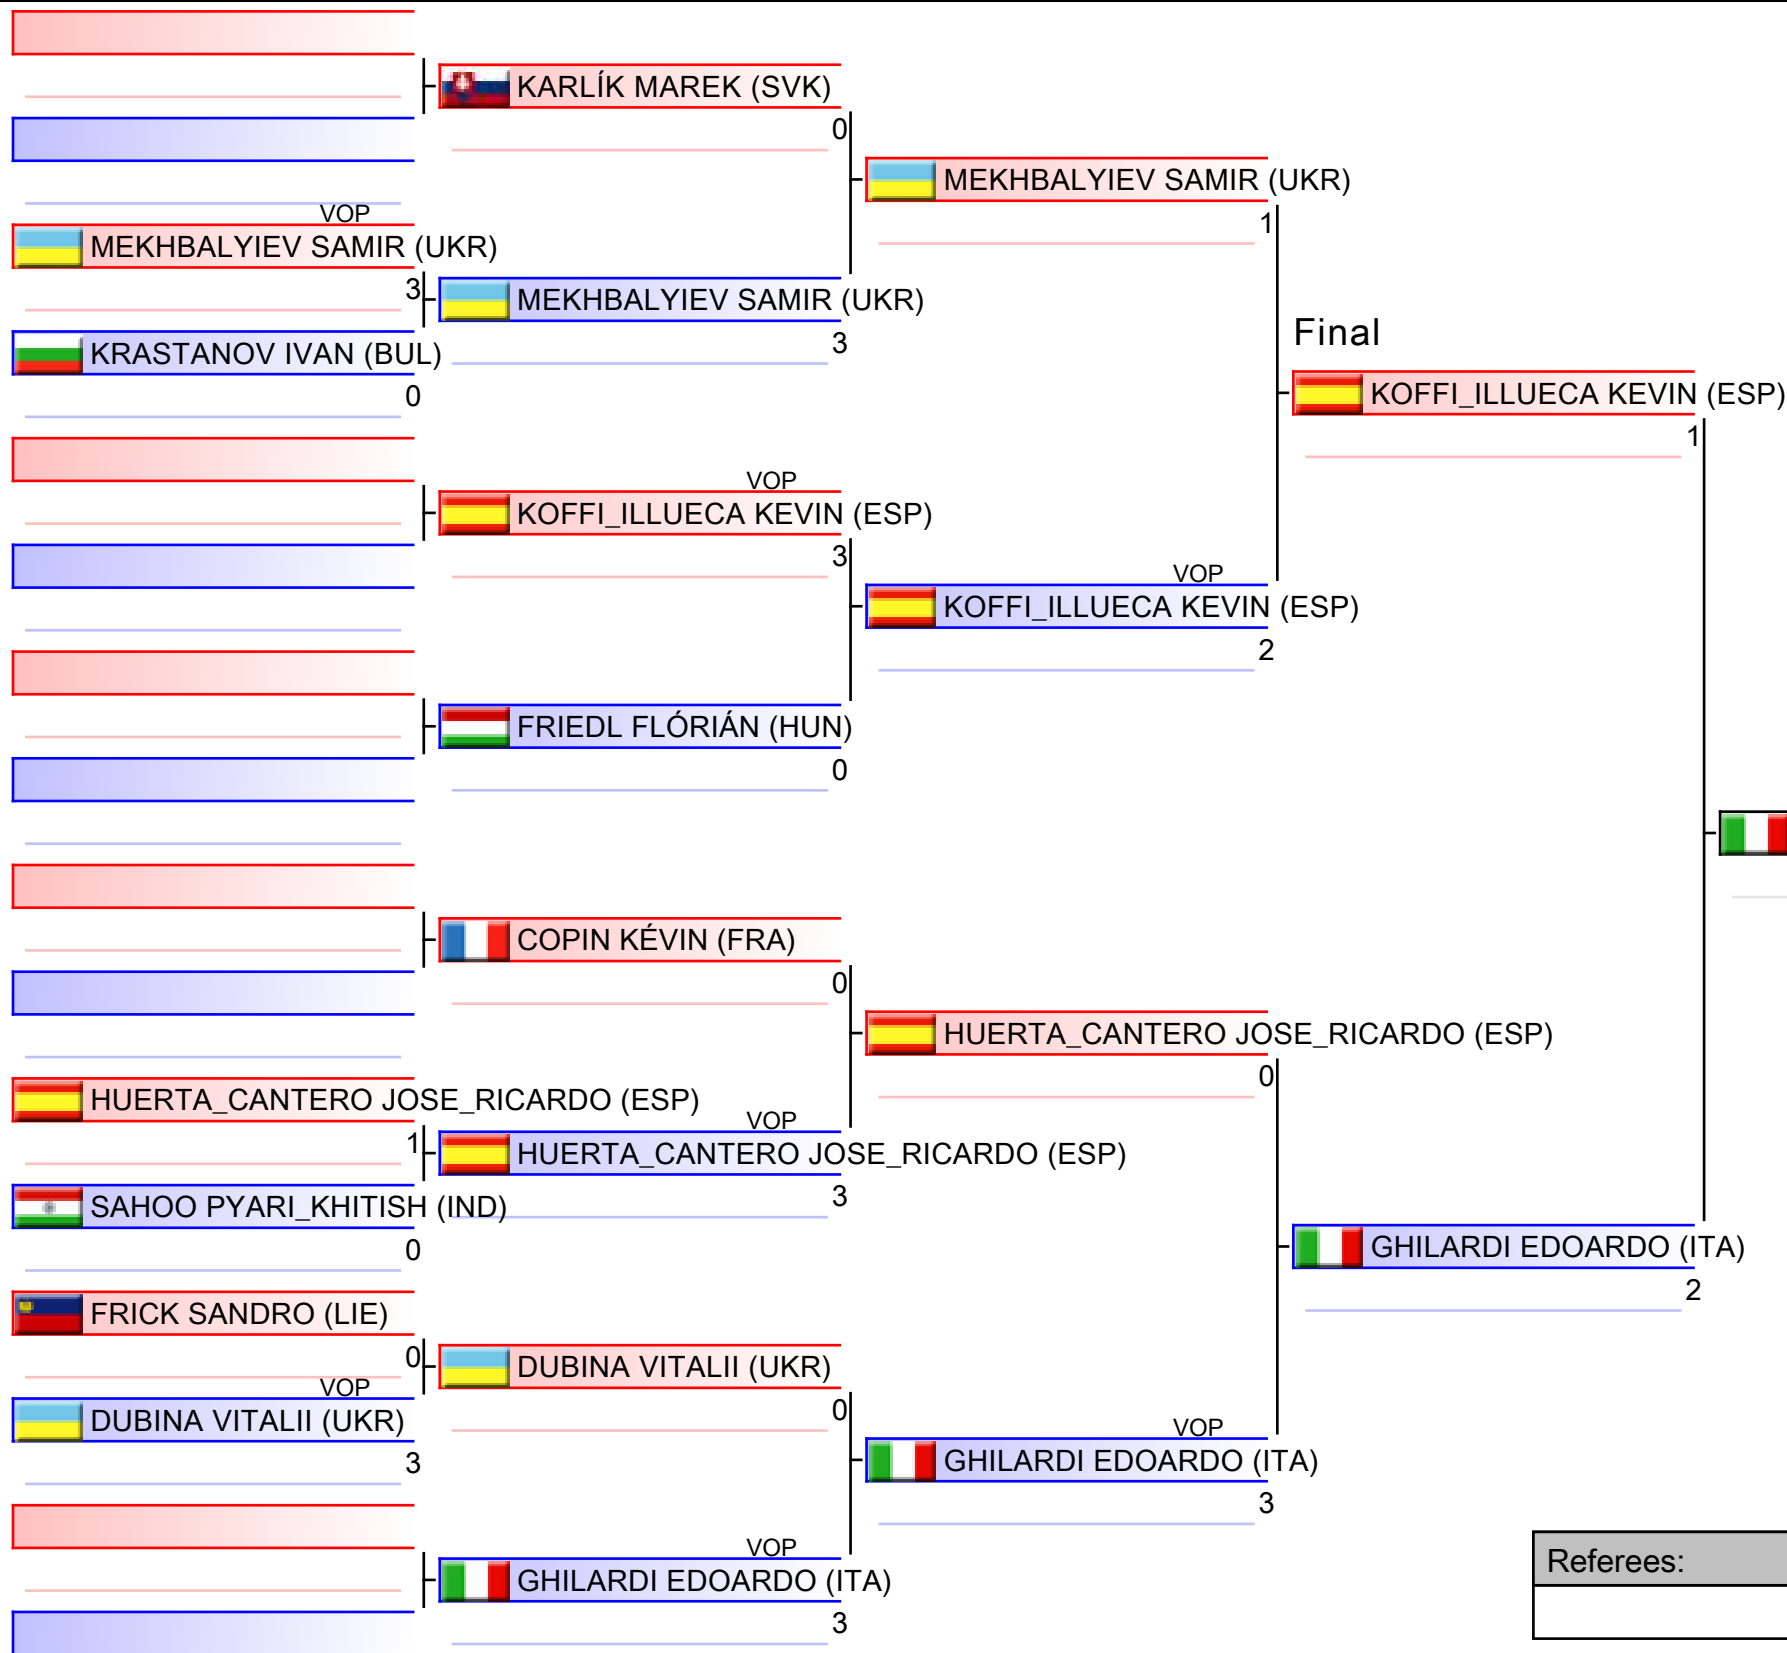 KARLÍK MAREK (SVK)
0
MEKHBALYIEV SAMIR (UKR)
1
VOP
MEKHBALYIEV SAMIR (UKR)
3
MEKHBALYIEV SAMIR (UKR)
3
KRASTANOV IVAN (BUL)
0
Final
KOFFI_ILLUECA KEVIN (ESP)
1
VOP
KOFFI_ILLUECA KEVIN (ESP)
3
VOP
KOFFI_ILLUECA KEVIN (ESP)
2
FRIEDL FLÓRIÁN (HUN)
0
COPIN KÉVIN (FRA)
0
HUERTA_CANTERO JOSE_RICARDO (ESP)
0
HUERTA_CANTERO JOSE_RICARDO (ESP)
1
VOP
HUERTA_CANTERO JOSE_RICARDO (ESP)
3
SAHOO PYARI_KHITISH (IND)
0
GHILARDI EDOARDO (ITA)
2
FRICK SANDRO (LIE)
0
DUBINA VITALII (UKR)
0
VOP
DUBINA VITALII (UKR)
3
VOP
GHILARDI EDOARDO (ITA)
3
VOP
GHILARDI EDOARDO (ITA)
3
Referees: